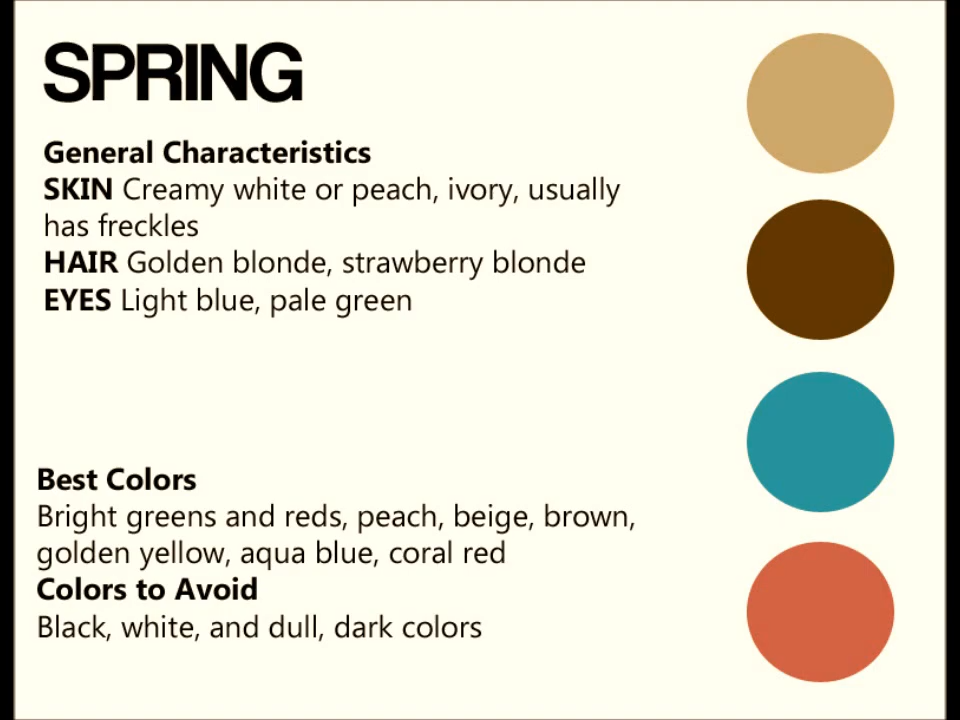 SPRING
General Characteristics
SKIN Creamy white or peach, ivory, usually
has freckles
HAIR Golden blonde, strawberry blonde
EYES Light blue, pale green
Best Colors
Bright greens and reds, peach, beige, brown,
golden yellow, aqua blue, coral red
Colors to Avoid
Black, white, and dull, dark colors